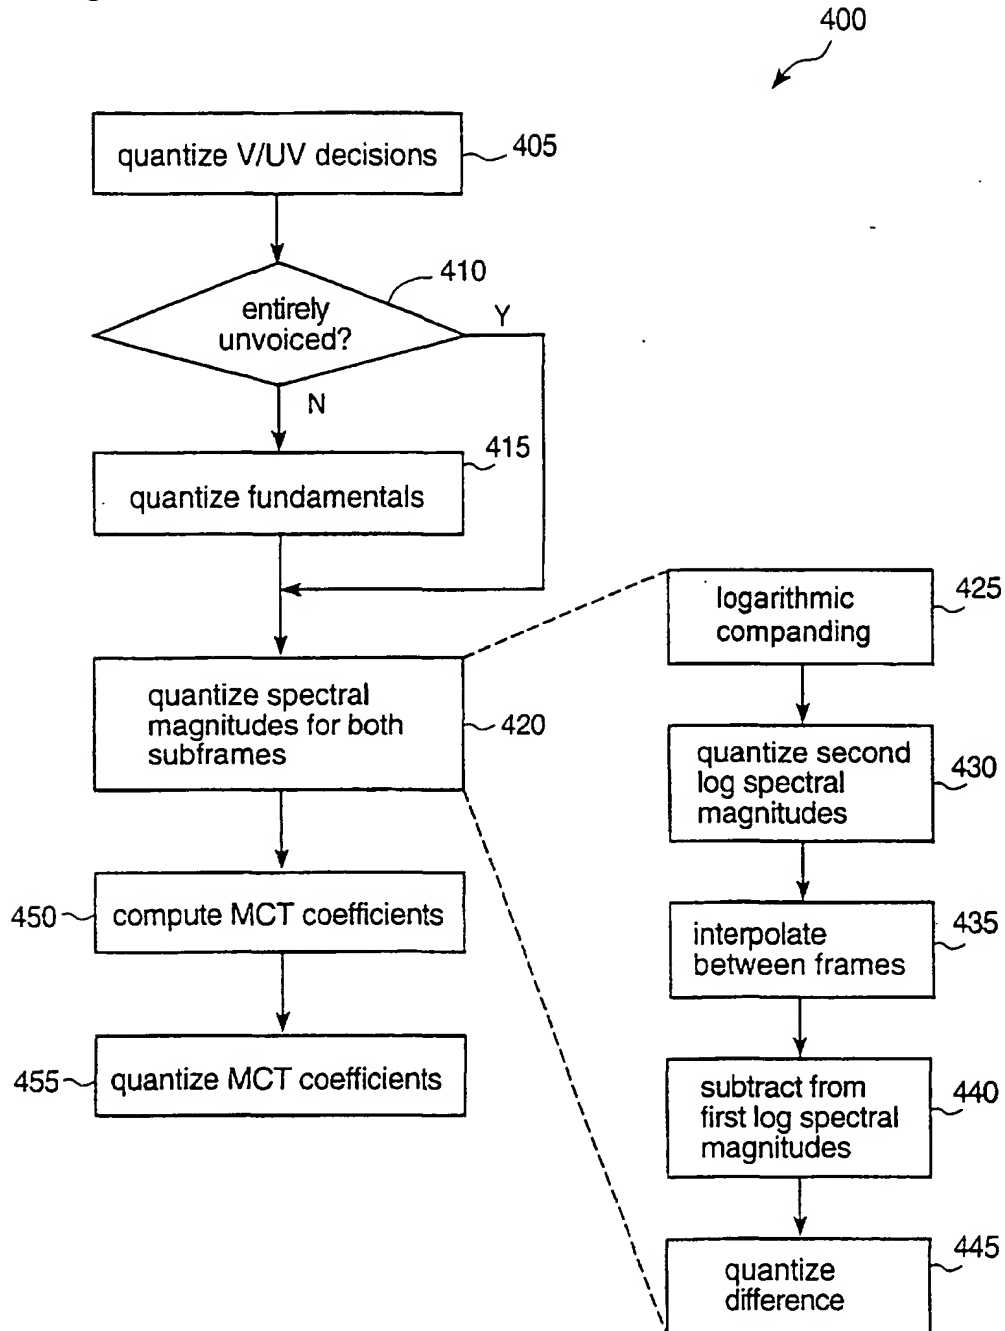 400
quantize V/UV decisions
405
410
entirely
unvoiced?
Y
N
415
quantize fundamentals
quantize spectral
magnitudes for both
subframes
420
450
compute MCT coefficients
455
quantize MCT coefficients
logarithmic
companding
425
quantize second
log spectral
magnitudes
430
interpolate
between frames
435
subtract from
first log spectral
magnitudes
440
quantize
difference
445